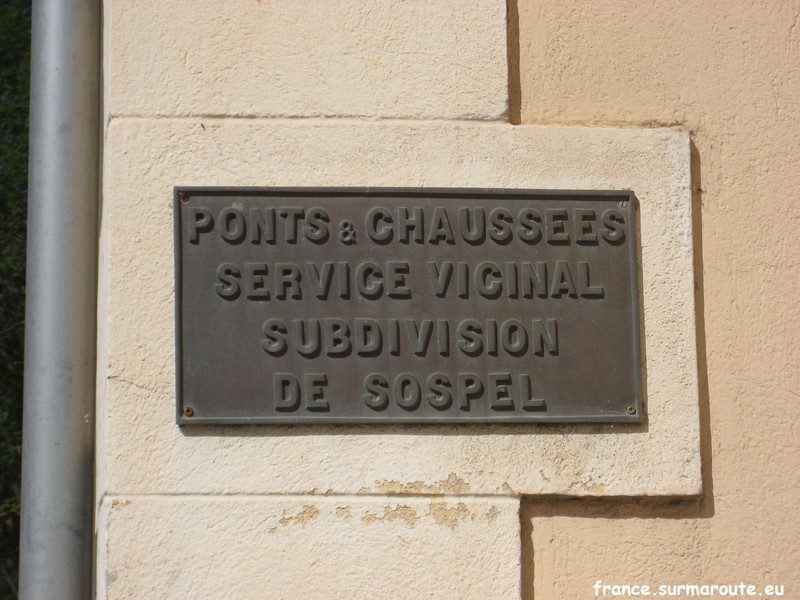 PONTS & CHAUSSEES
SERVICE VICINAL
SUBDIVISION
DE SOSPEL
france.surmaroute.eu